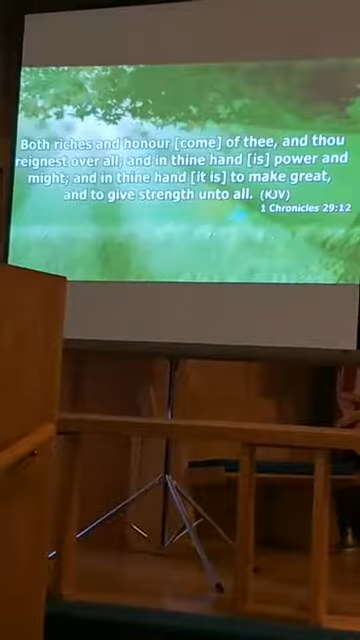 Both riches and honour [come] of thee, and thou
reignest over all; and in thine hand [is] power and
might; and in thine hand [it is] to make great,
and to give strength unto all. (KJV)
1 Chronicles 29:12